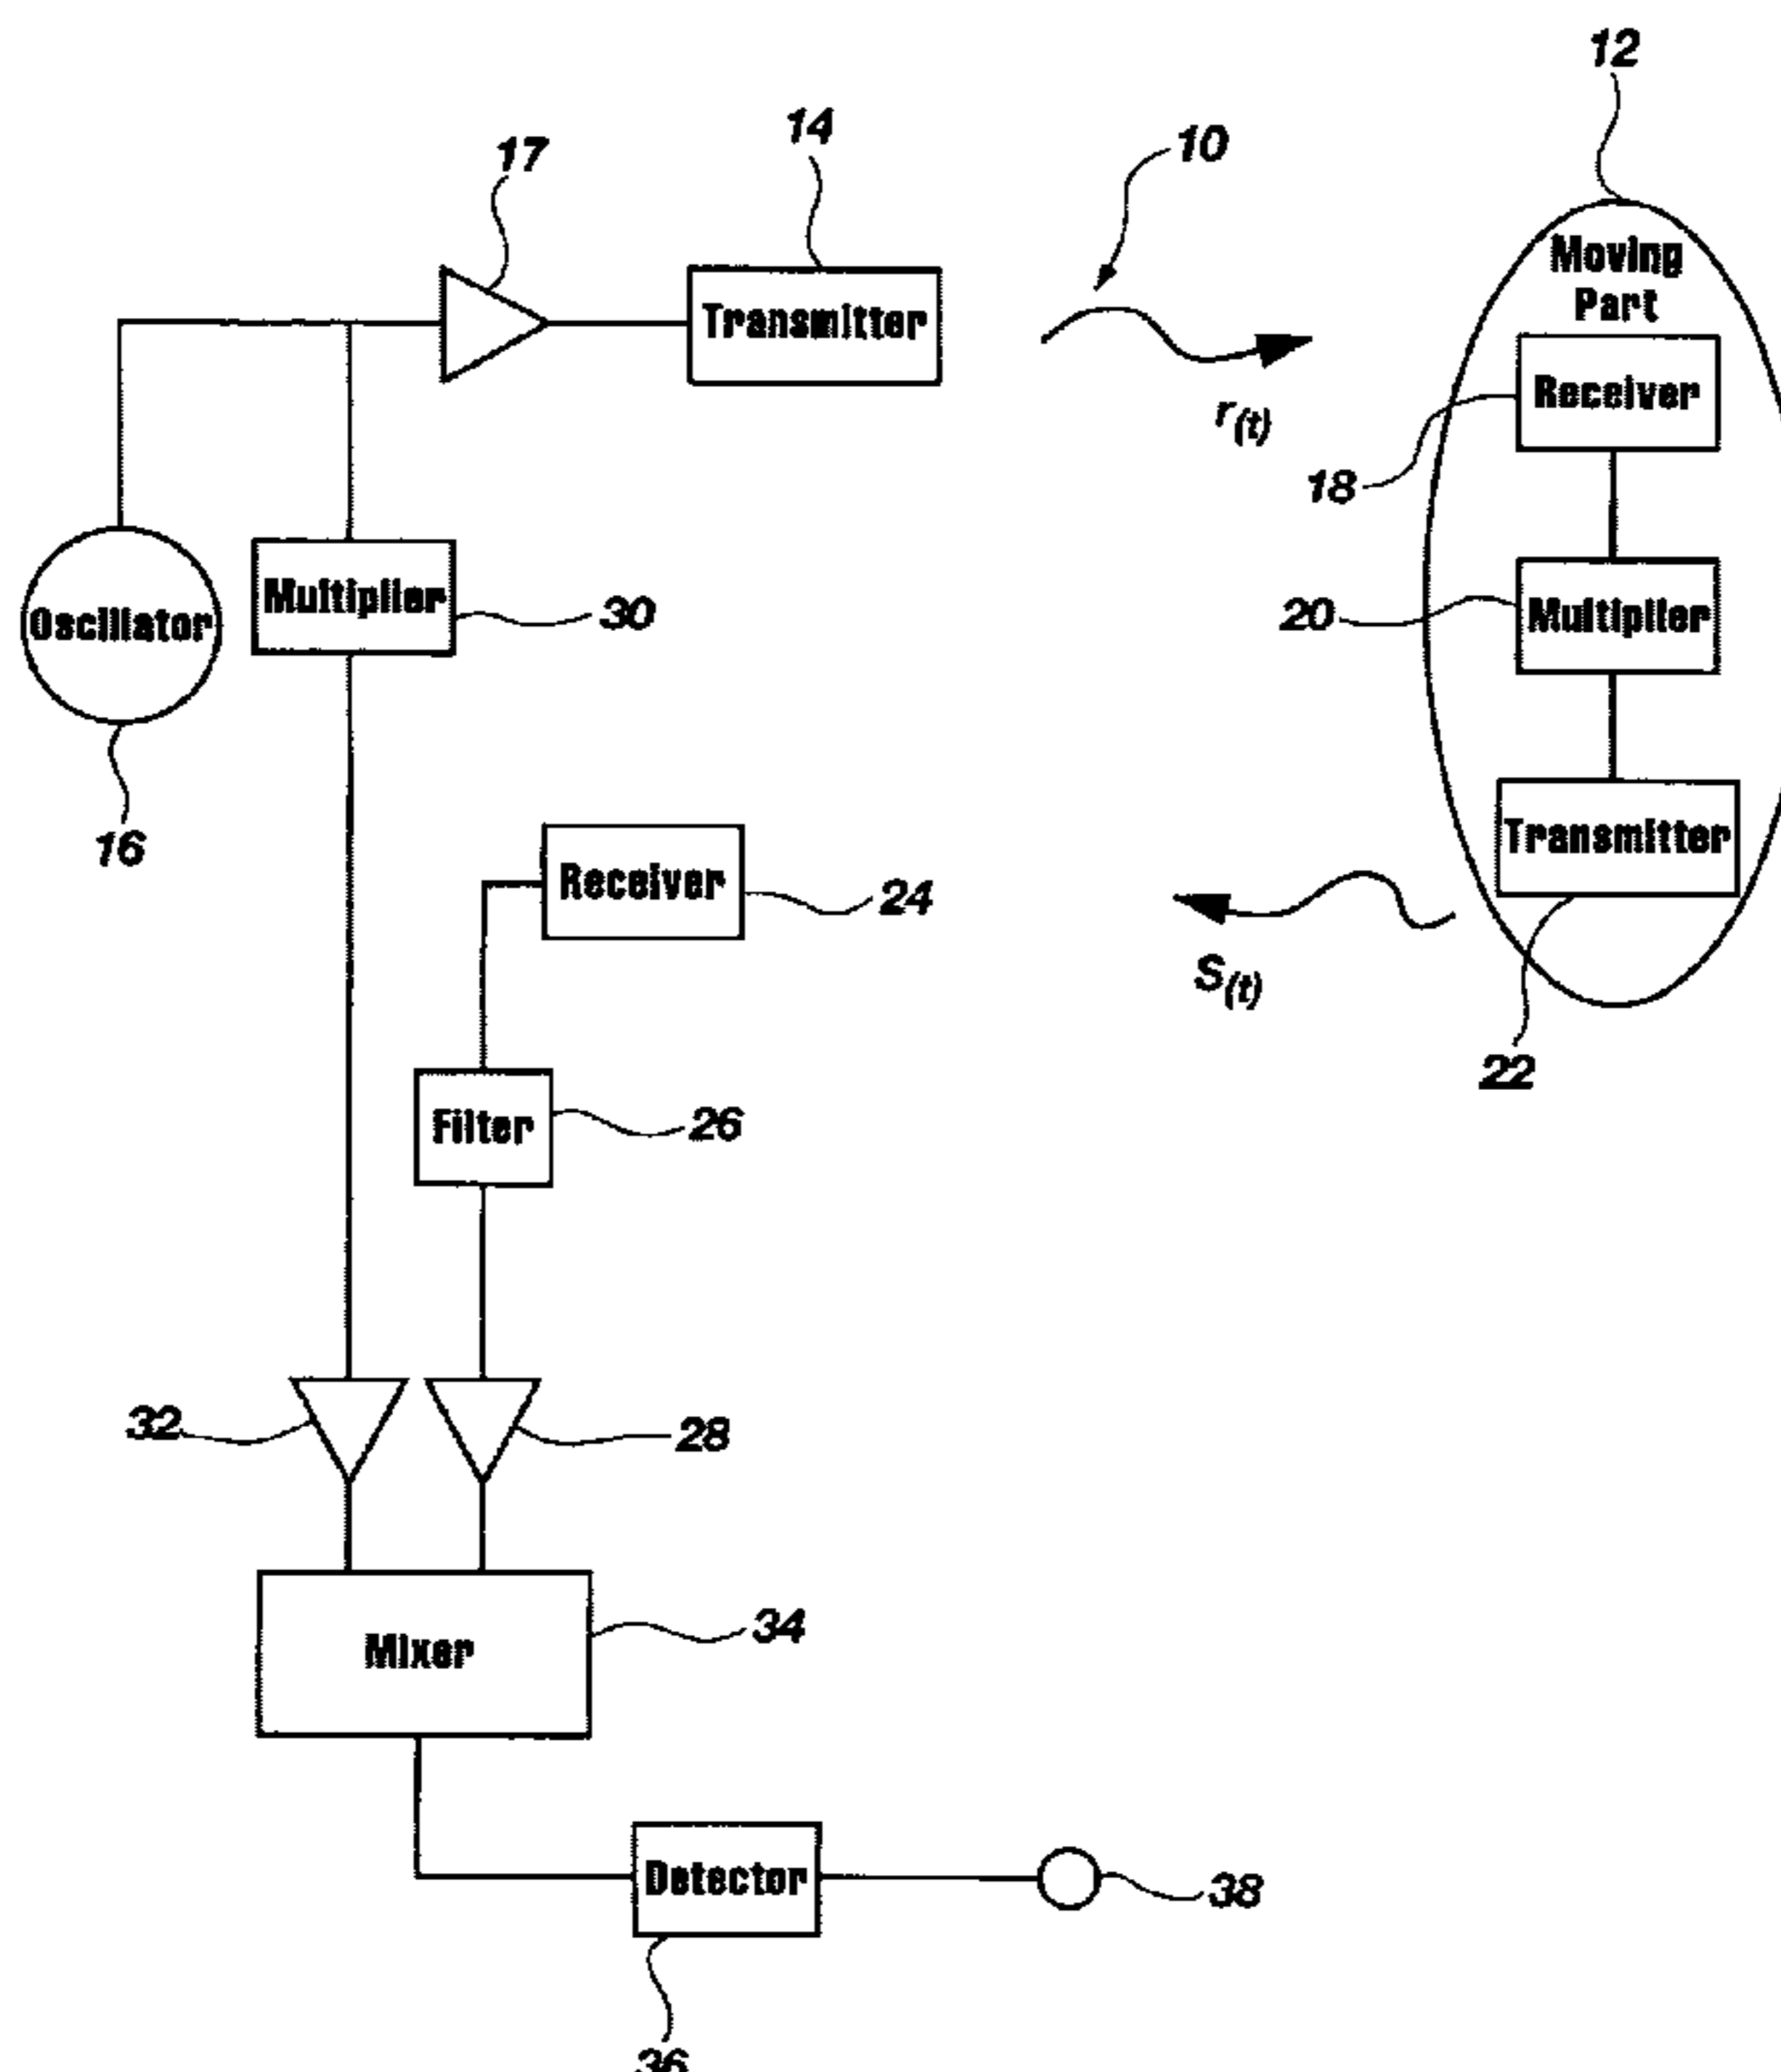 12
14
10
17
Moving
Part
Transmitter
Receiver
r(t)
18
Multiplier
30
20
Multiplier
Oscillator
16
Transmitter
Receiver
24
S(t)
22
Filter
26
32
28
Mixer
34
Detector
38
36